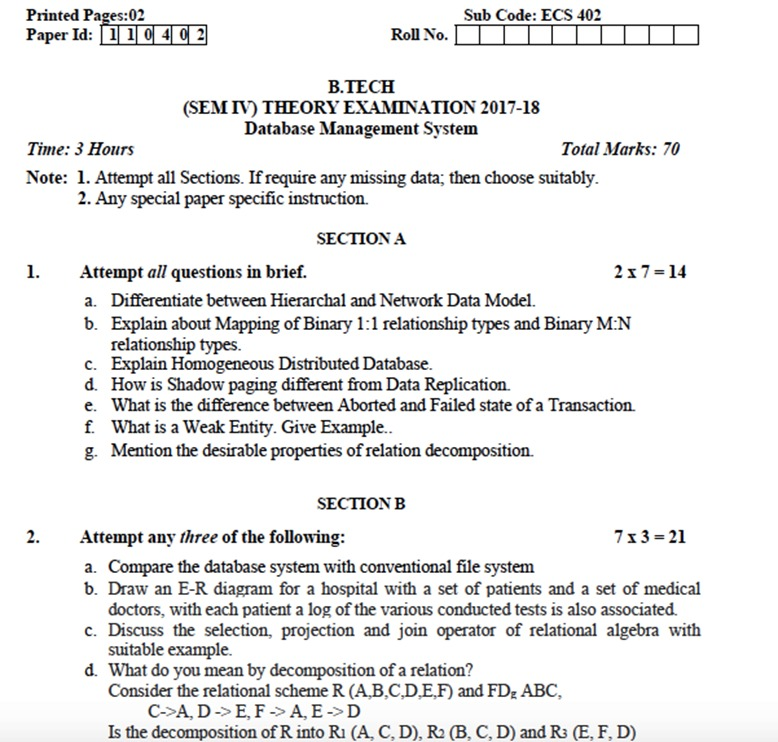 Printed Pages:02 Sub Code: ECS 402
Paper Id: 1 1 0 4 0 2 Roll No.
B.TECH
(SEM IV) THEORY EXAMINATION 2017-18
Database Management System
Time: 3 Hours Total Marks: 70
Note: 1. Attempt all Sections. If require any missing data; then choose suitably.
2. Any special paper specific instruction.
SECTION A
1. Attempt all questions in brief. 2 x 7 = 14
a. Differentiate between Hierarchal and Network Data Model.
b. Explain about Mapping of Binary 1:1 relationship types and Binary M:N
relationship types.
c. Explain Homogeneous Distributed Database.
d. How is Shadow paging different from Data Replication.
e. What is the difference between Aborted and Failed state of a Transaction.
f. What is a Weak Entity. Give Example..
g. Mention the desirable properties of relation decomposition.
SECTION B
2. Attempt any three of the following: 7 x 3 = 21
a. Compare the database system with conventional file system
b. Draw an E-R diagram for a hospital with a set of patients and a set of medical
doctors, with each patient a log of the various conducted tests is also associated.
c. Discuss the selection, projection and join operator of relational algebra with
suitable example.
d. What do you mean by decomposition of a relation?
Consider the relational scheme R (A,B,C,D,E,F) and FDg ABC,
C->A, D -> E, F -> A, E -> D
Is the decomposition of R into R1 (A, C, D), R2 (B, C, D) and R3 (E, F, D)